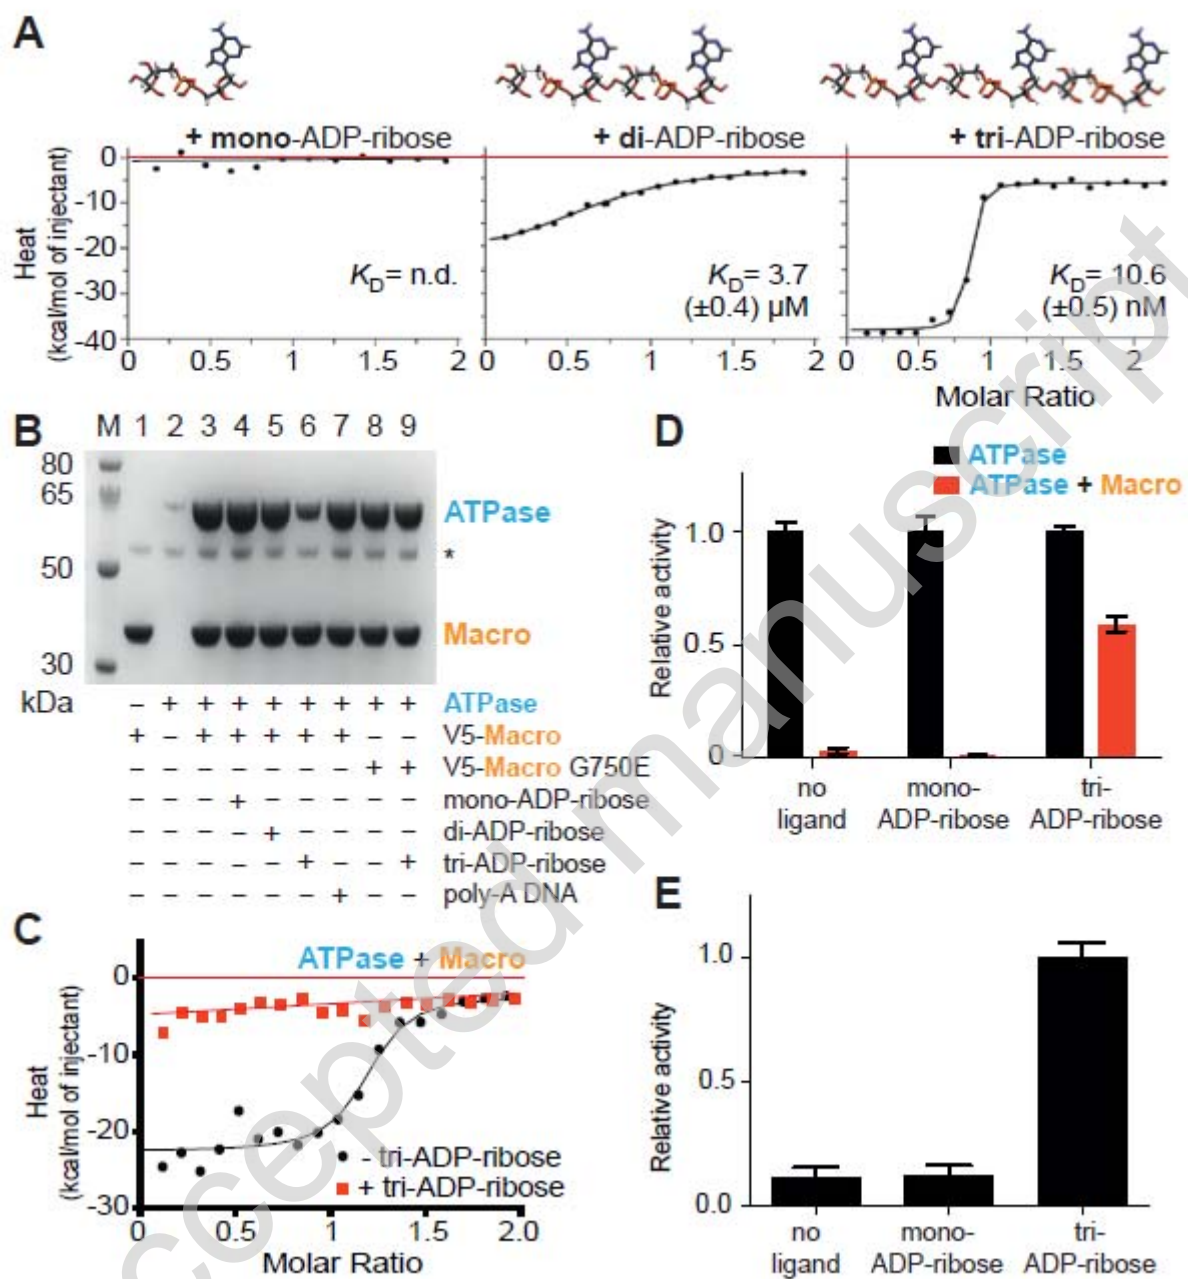 A
+ mono-ADP-ribose
+ di-ADP-ribose
+ tri-ADP-ribose
Heat
(kcal/mol of injectant)
0
-10
-20
-30
-40
KD= n.d.
KD= 3.7
(±0.4) µM
KD= 10.6
(±0.5) nM
0 0.5 1 1.5 2
0 0.5 1 1.5 2
0 0.5 1 1.5 2
Molar Ratio
B
M 1 2 3 4 5 6 7 8 9
80
65
50
30
kDa
ATPase
*
Macro
– + + + + + + + + ATPase
+ – + + + + + – – V5-Macro
– – – – – – – + + V5-Macro G750E
– – – + – – – – – mono-ADP-ribose
– – – – + – – – – di-ADP-ribose
– – – – – + – – + tri-ADP-ribose
– – – – – – + – – poly-A DNA
C
ATPase + Macro
Heat
(kcal/mol of injectant)
0
-10
-20
-30
- tri-ADP-ribose
+ tri-ADP-ribose
0 0.5 1 1.5 2.0
Molar Ratio
D
ATPase
ATPase + Macro
Relative activity
1.0
0.5
0
no
ligand
mono-
ADP-ribose
tri-
ADP-ribose
E
Relative activity
1.0
0.5
0.0
no
ligand
mono-
ADP-ribose
tri-
ADP-ribose
ccepted manuscript